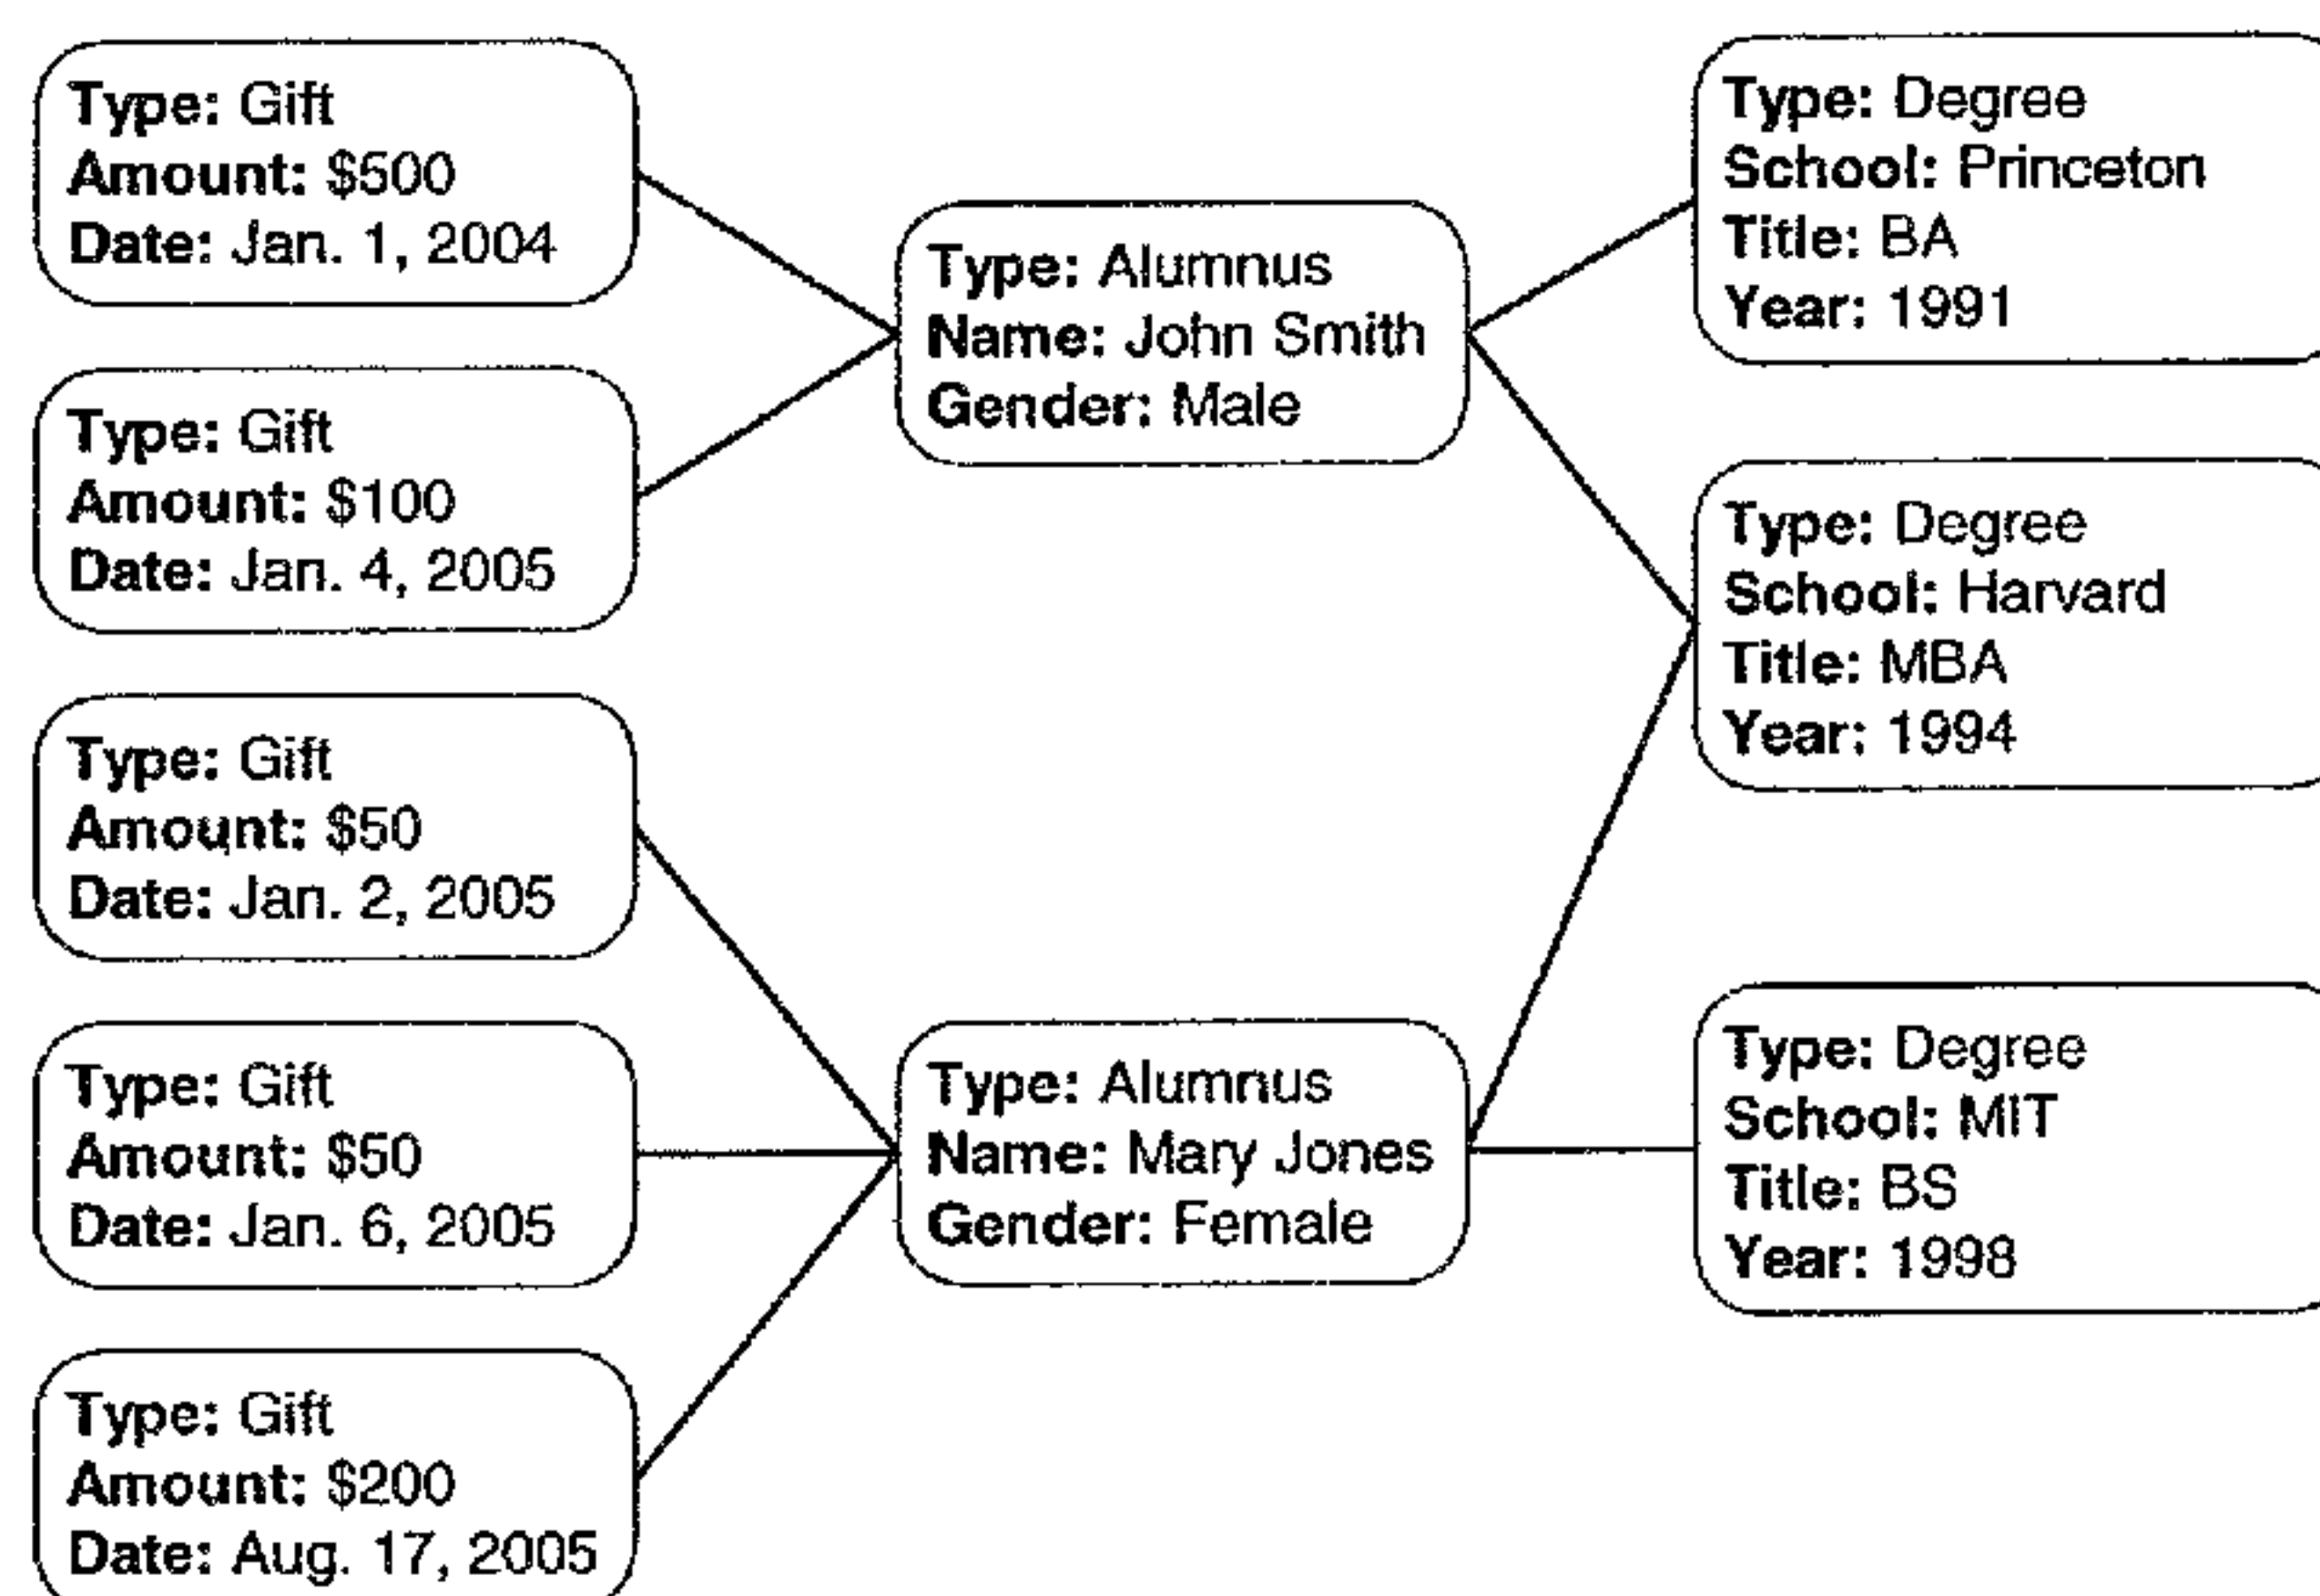 Type: Gift
Amount: $500
Date: Jan. 1, 2004
Type: Gift
Amount: $100
Date: Jan. 4, 2005
Type: Gift
Amount: $50
Date: Jan. 2, 2005
Type: Gift
Amount: $50
Date: Jan. 6, 2005
Type: Gift
Amount: $200
Date: Aug. 17, 2005
Type: Alumnus
Name: John Smith
Gender: Male
Type: Alumnus
Name: Mary Jones
Gender: Female
Type: Degree
School: Princeton
Title: BA
Year: 1991
Type: Degree
School: Harvard
Title: MBA
Year: 1994
Type: Degree
School: MIT
Title: BS
Year: 1998